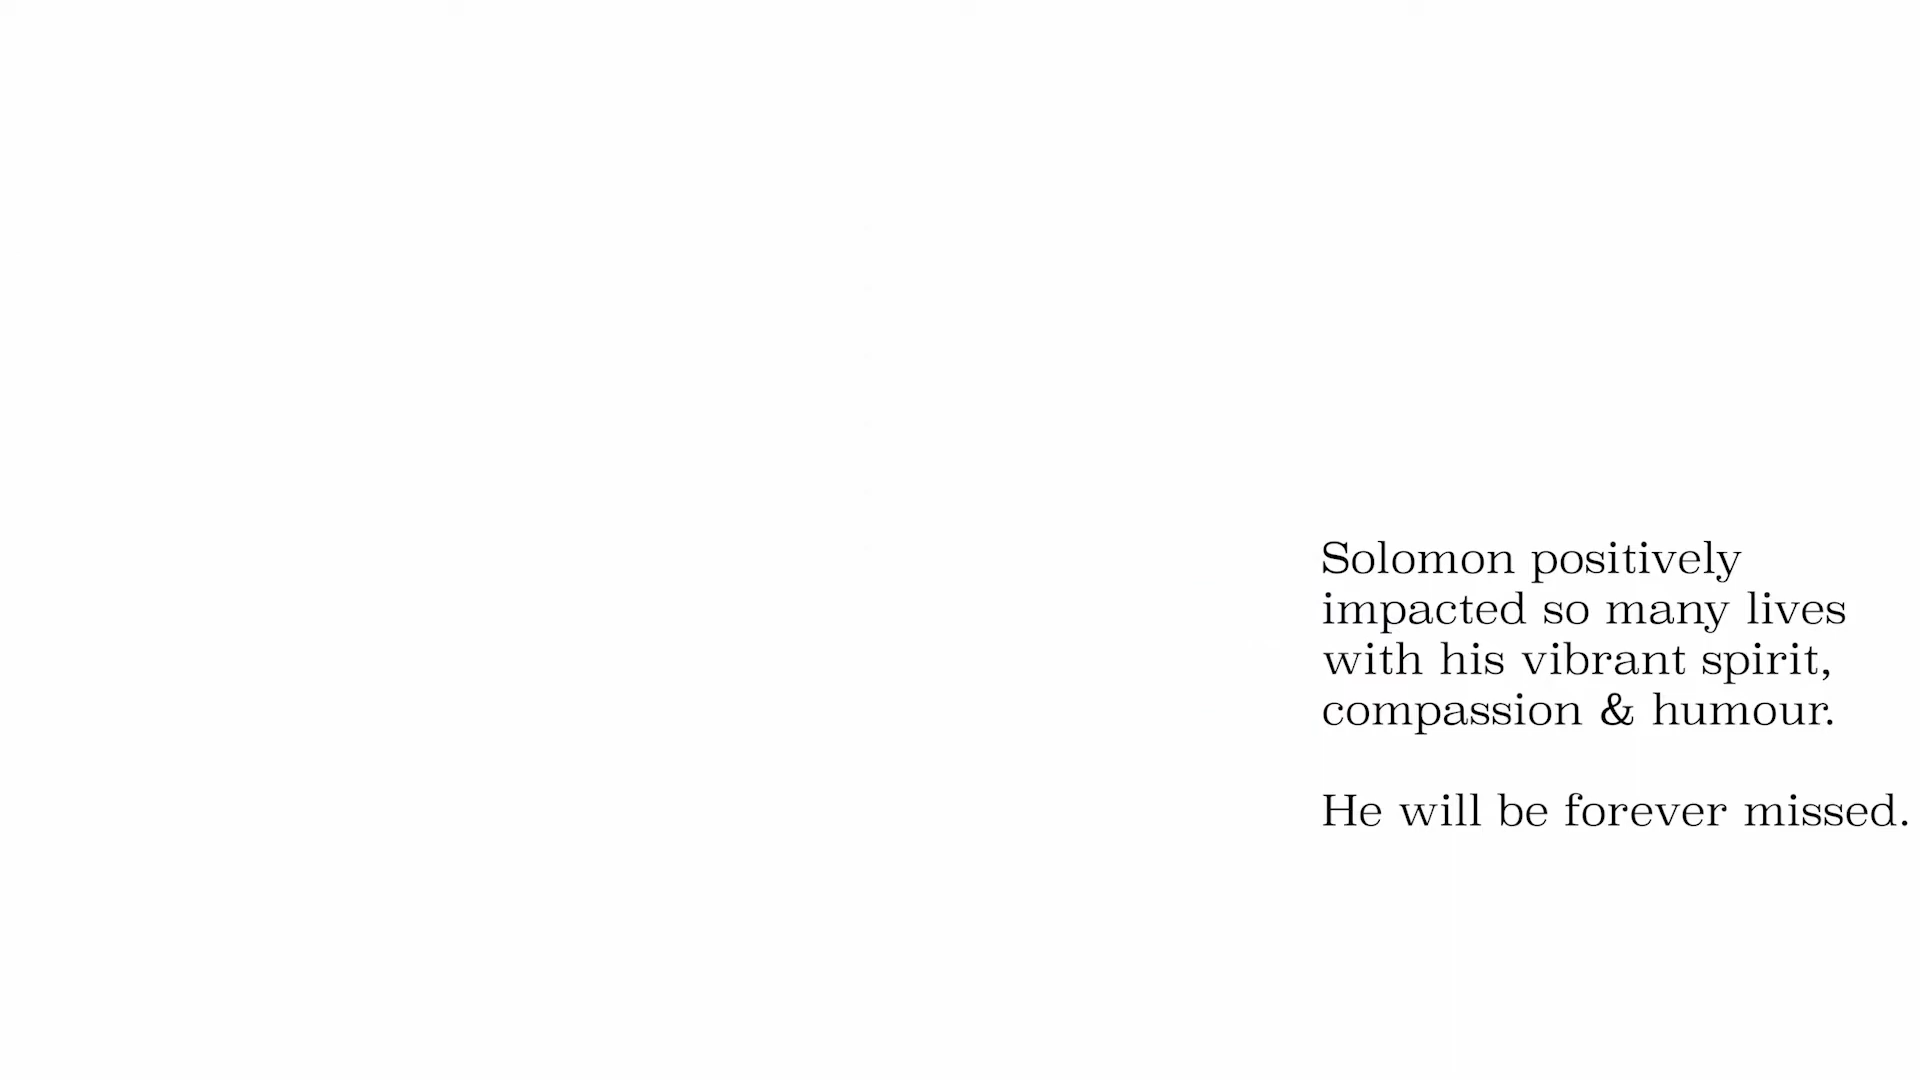 Solomon positively
impacted so many lives
with his vibrant spirit,
compassion & humour.
He will be forever missed.